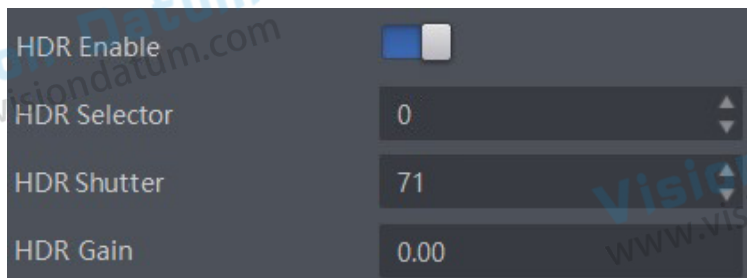 HDR Enable
HDR Selector 0
HDR Shutter 71
HDR Gain 0.00